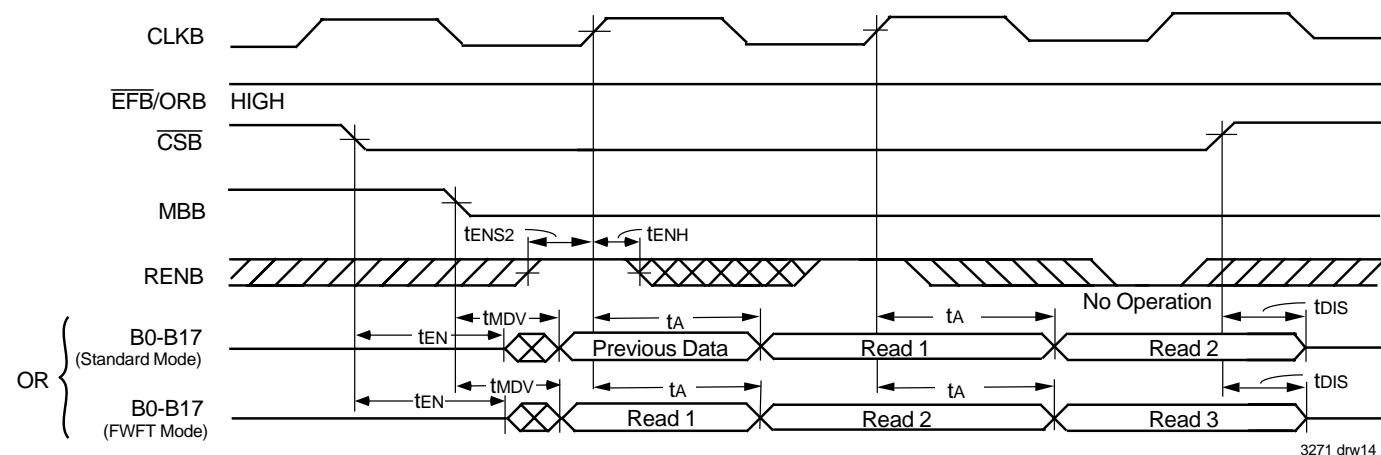 CLKB
EFB/ORB HIGH
CSB
MBB
tENS2 tENH
RENB
No Operation
tMDV tA tA tDIS
B0-B17
(Standard Mode)
tEN
Previous Data Read 1 Read 2
OR
tMDV tA tA tDIS
B0-B17
(FWFT Mode)
tEN
Read 1 Read 2 Read 3
3271 drw14